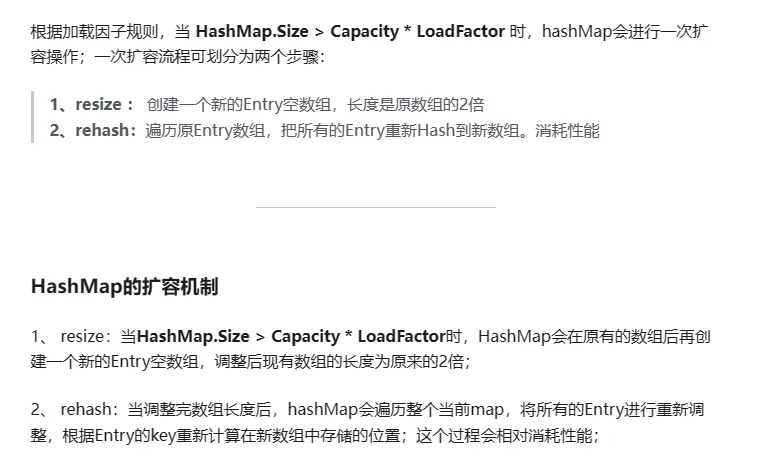 根据加载因子规则，当 HashMap.Size > Capacity * LoadFactor 时，hashMap会进行一次扩
容操作；一次扩容流程可划分为两个步骤：
1、resize： 创建一个新的Entry空数组，长度是原数组的2倍
2、rehash：遍历原Entry数组，把所有的Entry重新Hash到新数组。消耗性能
HashMap的扩容机制
1、 resize：当HashMap.Size > Capacity * LoadFactor时，HashMap会在原有的数组后再创
建一个新的Entry空数组，调整后现有数组的长度为原来的2倍；
2、 rehash：当调整完数组长度后，hashMap会遍历整个当前map，将所有的Entry进行重新调
整，根据Entry的key重新计算在新数组中存储的位置；这个过程会相对消耗性能；